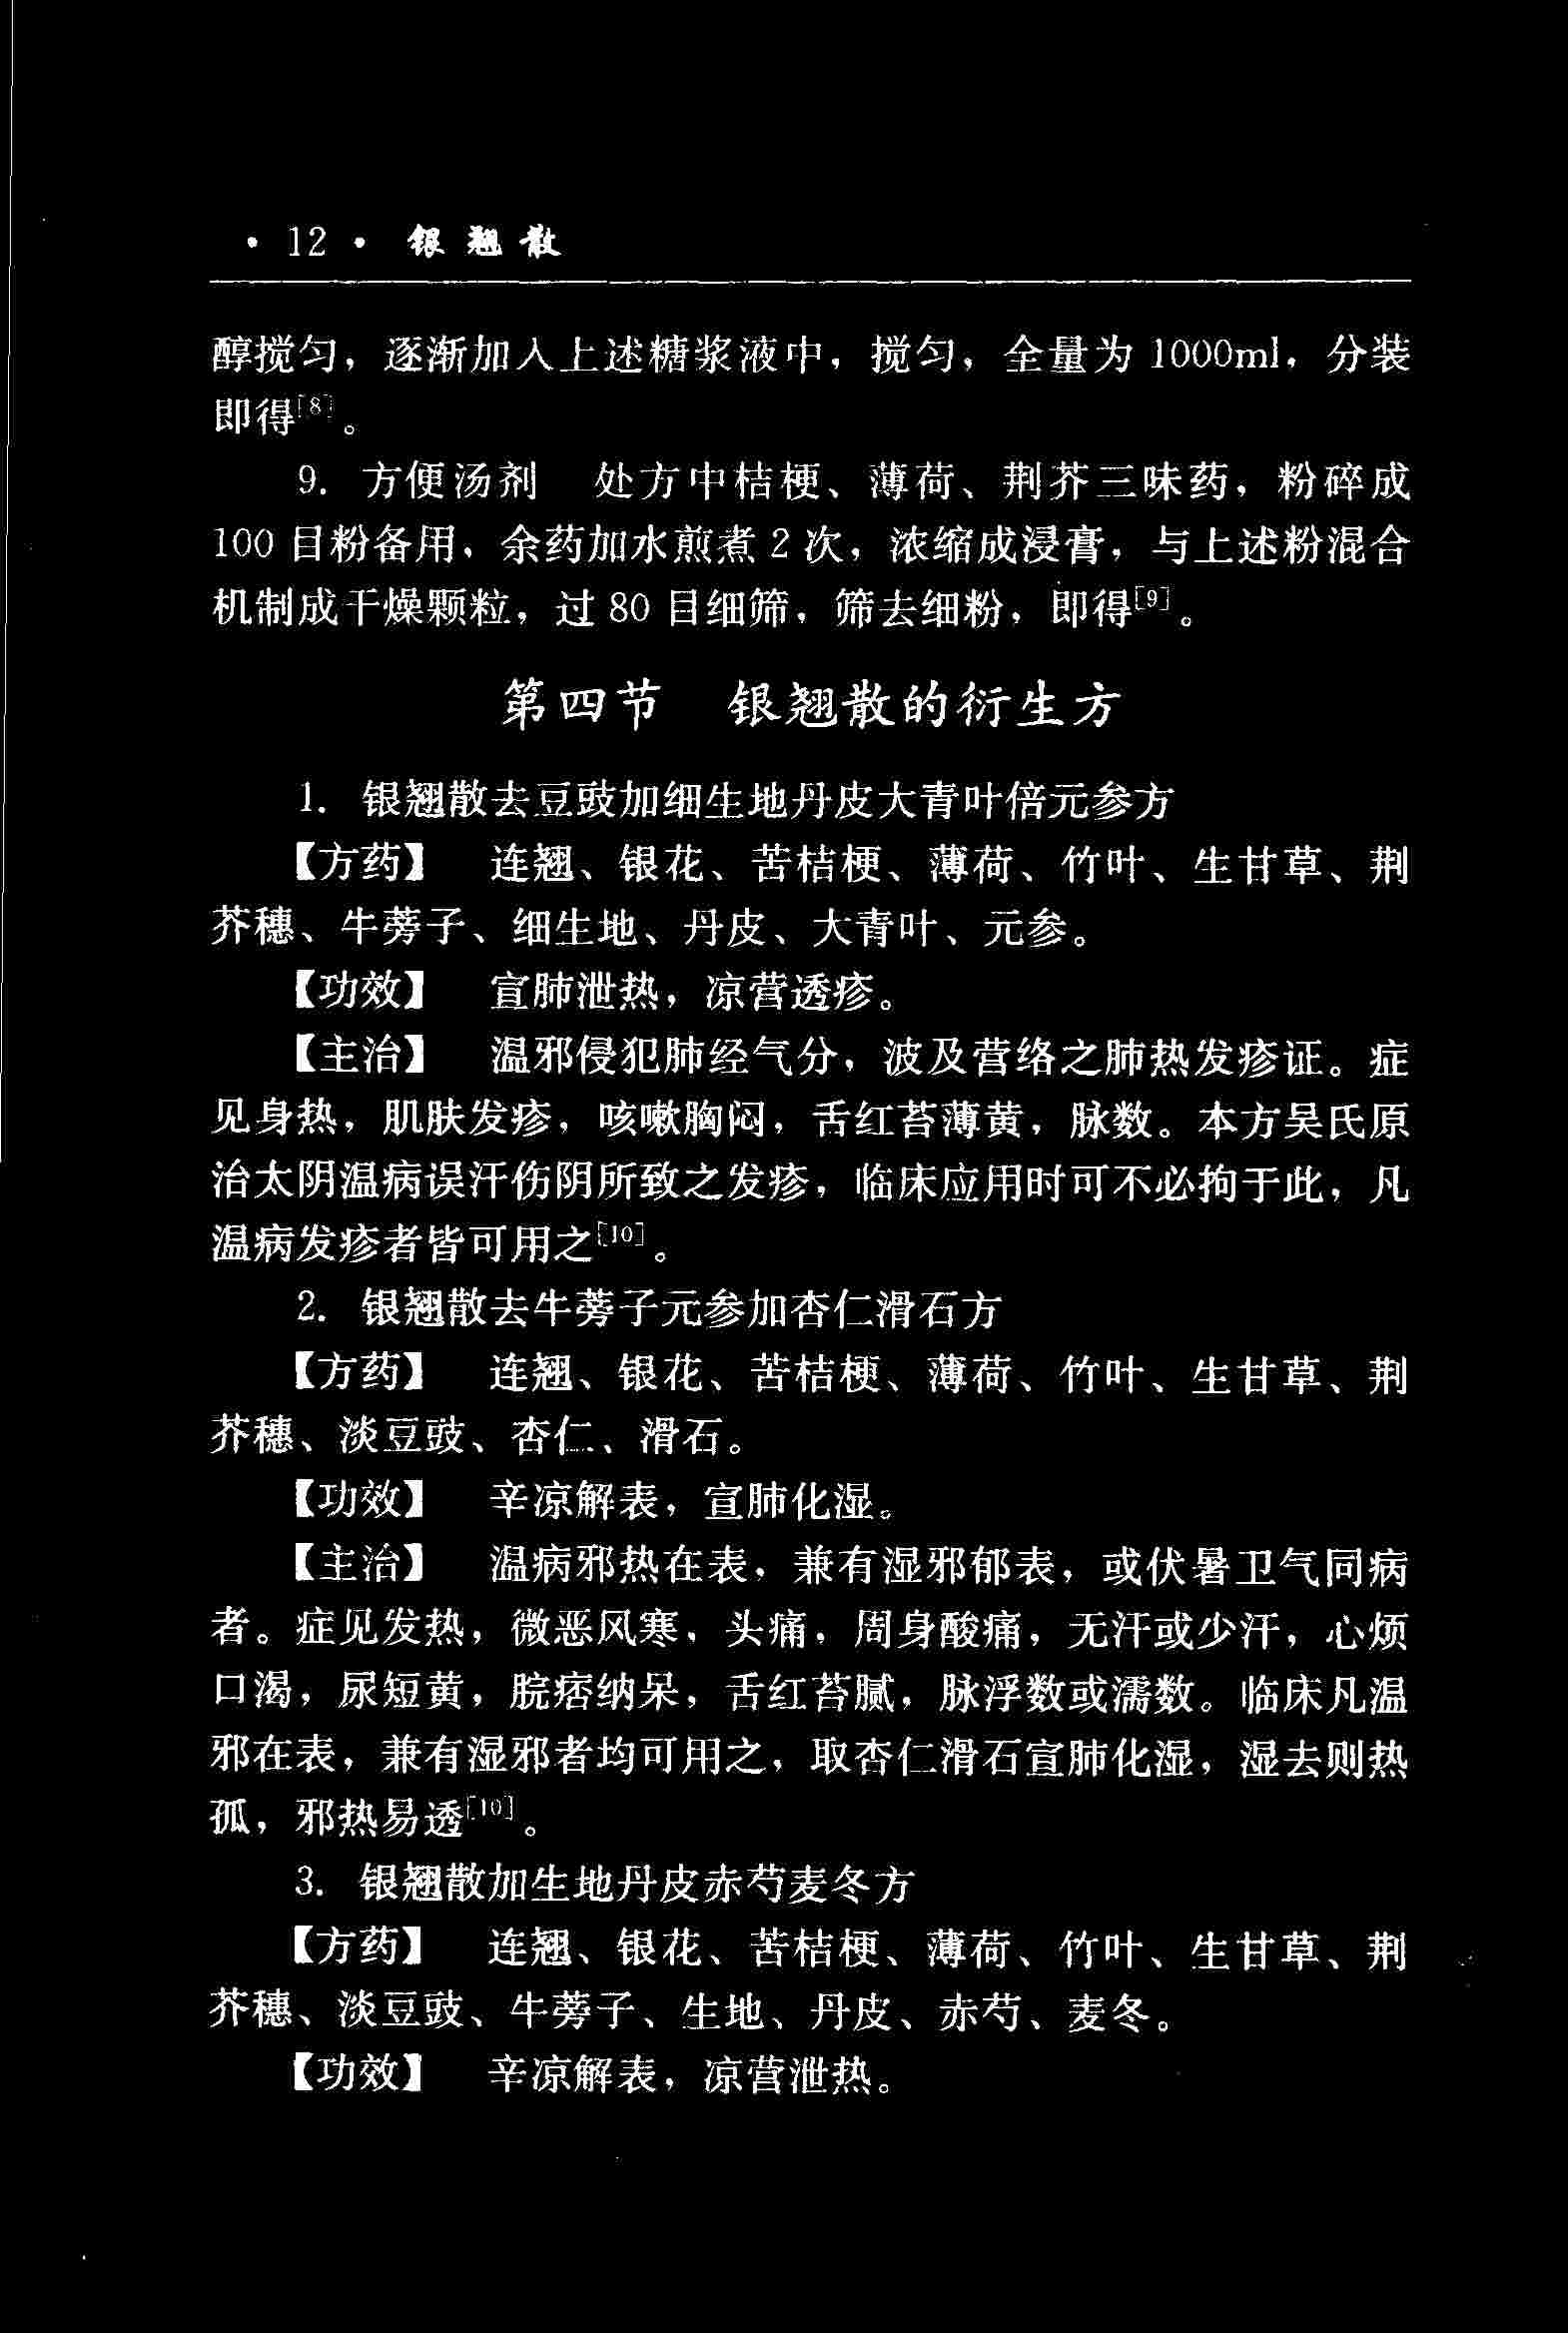 · 12 · 银翘散
醇搅匀，逐渐加入上述糖浆液中，搅匀，全量为 1000ml，分装
即得[8]。
9. 方便汤剂　处方中桔梗、薄荷、荆芥三味药，粉碎成
100 目粉备用，余药加水煎煮 2 次，浓缩成浸膏，与上述粉混合
机制成干燥颗粒，过 80 目细筛，筛去细粉，即得[9]。
第四节　银翘散的衍生方
1. 银翘散去豆豉加细生地丹皮大青叶倍元参方
【方药】　连翘、银花、苦桔梗、薄荷、竹叶、生甘草、荆
芥穗、牛蒡子、细生地、丹皮、大青叶、元参。
【功效】　宣肺泄热，凉营透疹。
【主治】　温邪侵犯肺经气分，波及营络之肺热发疹证。症
见身热，肌肤发疹，咳嗽胸闷，舌红苔薄黄，脉数。本方吴氏原
治太阴温病误汗伤阴所致之发疹，临床应用时可不必拘于此，凡
温病发疹者皆可用之[10]。
2. 银翘散去牛蒡子元参加杏仁滑石方
【方药】　连翘、银花、苦桔梗、薄荷、竹叶、生甘草、荆
芥穗、淡豆豉、杏仁、滑石。
【功效】　辛凉解表，宣肺化湿。
【主治】　温病邪热在表，兼有湿邪郁表，或伏暑卫气同病
者。症见发热，微恶风寒，头痛，周身酸痛，无汗或少汗，心烦
口渴，尿短黄，脘痞纳呆，舌红苔腻，脉浮数或濡数。临床凡温
邪在表，兼有湿邪者均可用之，取杏仁滑石宣肺化湿，湿去则热
孤，邪热易透[10]。
3. 银翘散加生地丹皮赤芍麦冬方
【方药】　连翘、银花、苦桔梗、薄荷、竹叶、生甘草、荆
芥穗、淡豆豉、牛蒡子、生地、丹皮、赤芍、麦冬。
【功效】　辛凉解表，凉营泄热。